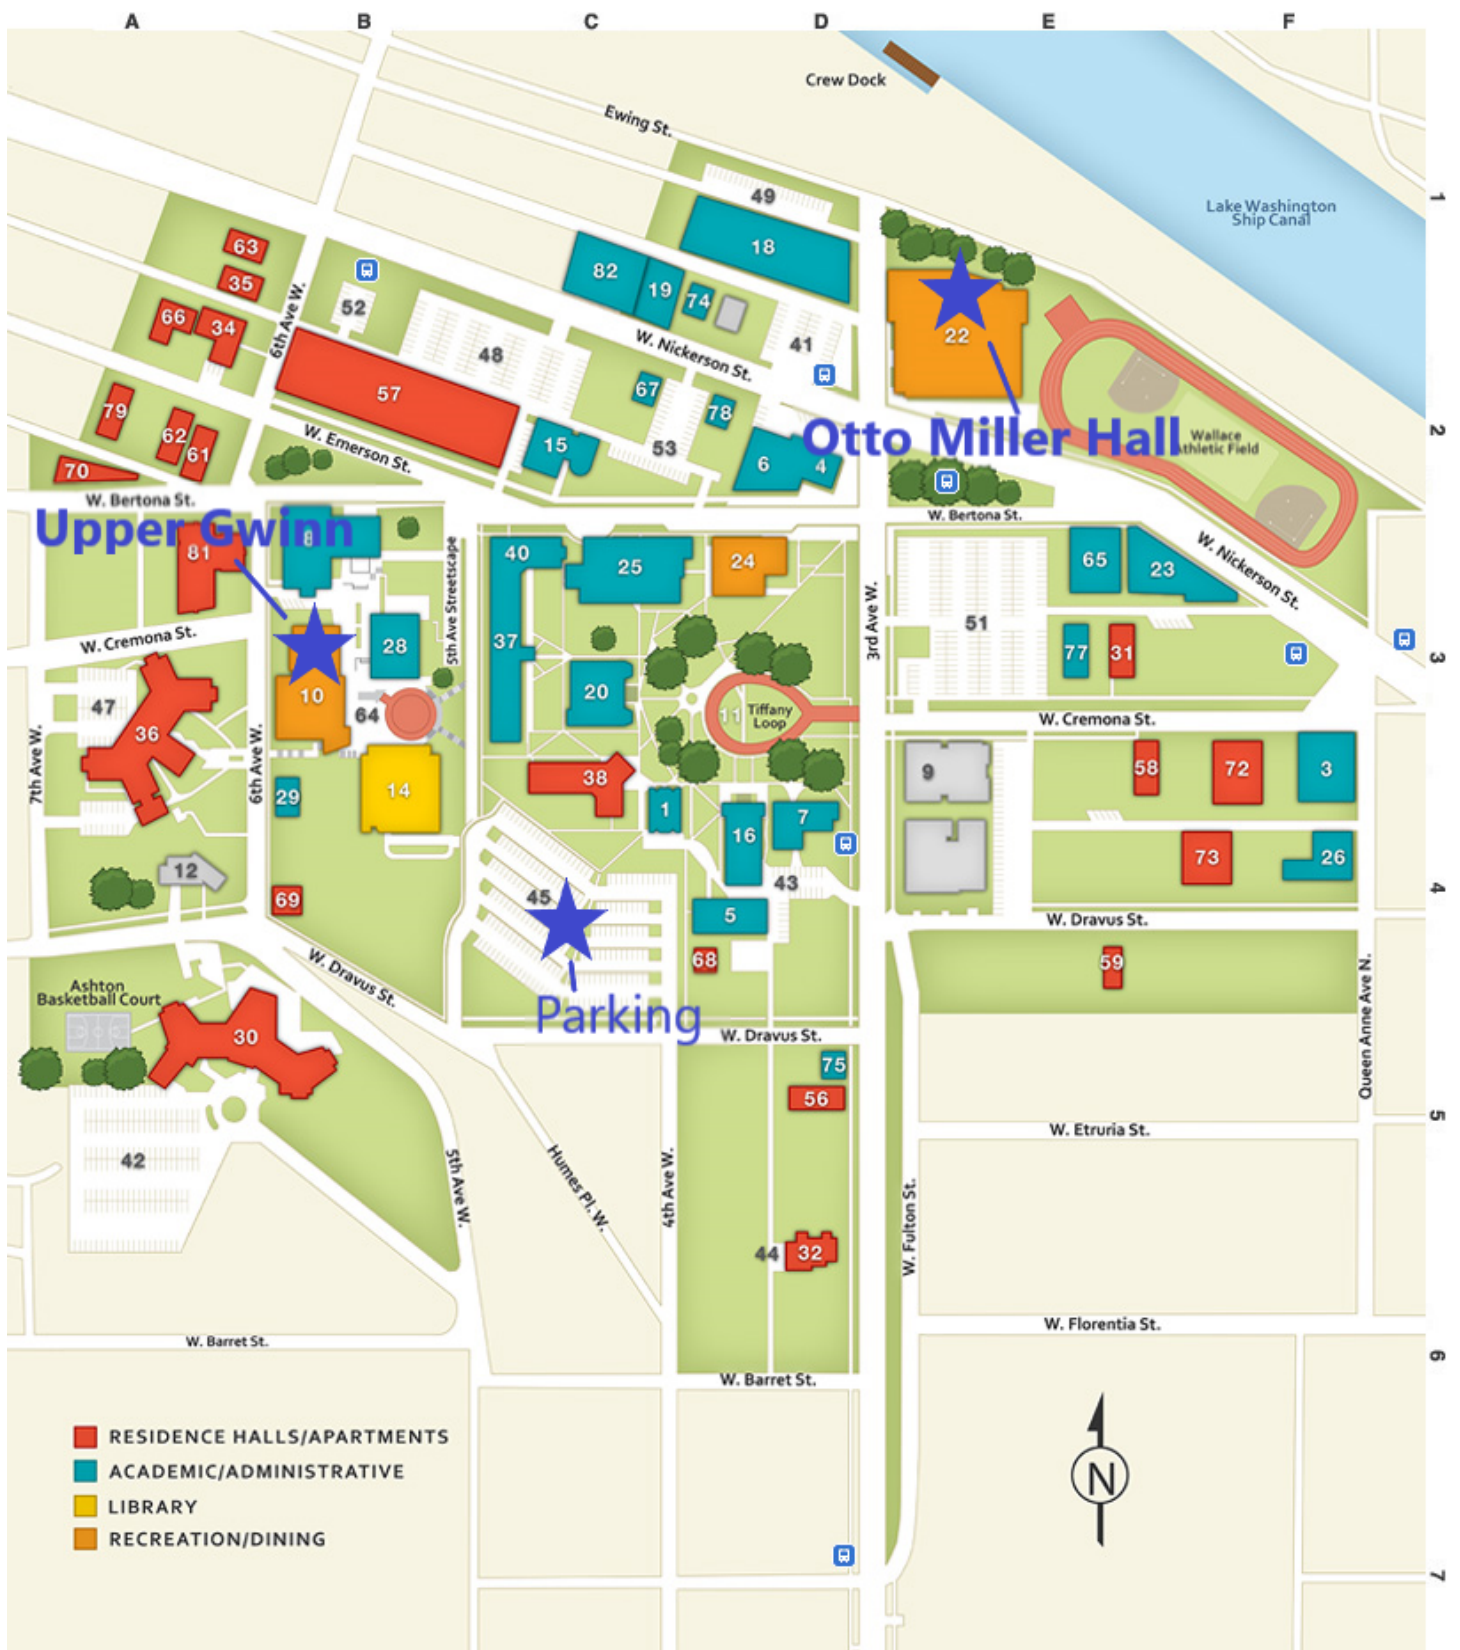 A B C D E F
Crew Dock
Ewing St.
49
1
Lake Washington
Ship Canal
63
18
35
82
19
74
52
66
34
6th Ave W.
22
41
W. Nickerson St.
48
57
67
78
79
62
61
W. Emerson St.
15
53
Otto Miller Hall
2
Wallace
Athletic Field
6
4
70
W. Bertona St.
W. Bertona St.
Upper Gwinn
8
81
40
25
24
65
23
W. Nickerson St.
5th Ave Streetscape
3rd Ave W.
W. Cremona St.
28
37
51
77
31
3
47
10
64
20
11
Tiffany
Loop
W. Cremona St.
36
7th Ave W.
6th Ave W.
38
9
58
72
3
29
14
1
16
7
73
26
12
43
4
69
45
5
W. Dravus St.
68
59
W. Dravus St.
Ashton
Basketball Court
Parking
W. Dravus St.
30
75
56
Queen Anne Ave N.
5
W. Etruria St.
42
5th Ave W.
Humes Pl. W.
4th Ave W.
W. Fulton St.
44
32
W. Florentia St.
W. Barret St.
6
W. Barret St.
RESIDENCE HALLS/APARTMENTS
ACADEMIC/ADMINISTRATIVE
LIBRARY
RECREATION/DINING
N
7